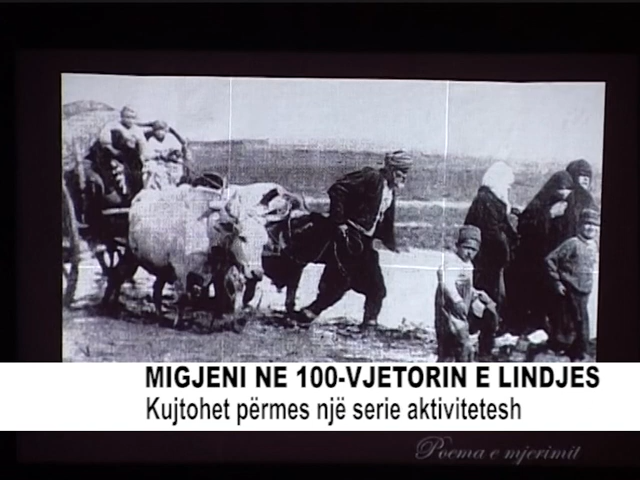 MIGJENI NE 100-VJETORIN E LINDJES
Kujtohet përmes një serie aktivitetesh
Poema e mjerimit